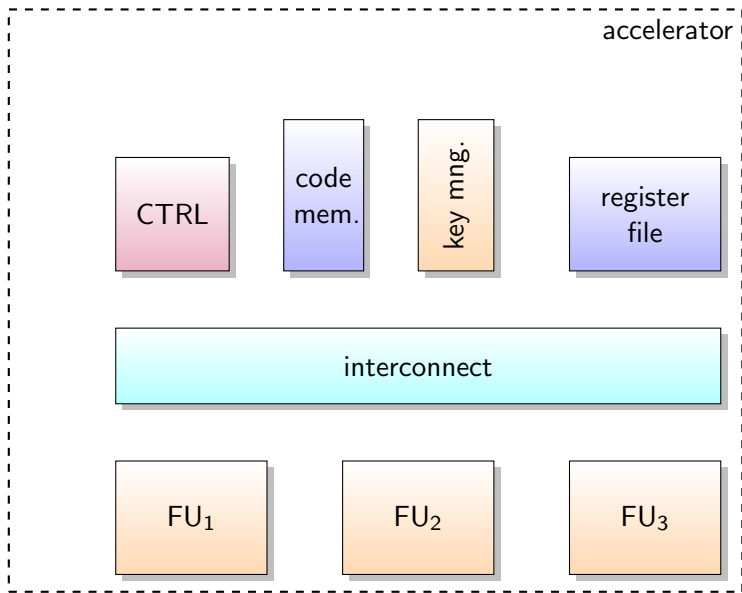 accelerator
CTRL
code
mem.
key mng.
register
file
interconnect
FU₁
FU₂
FU₃